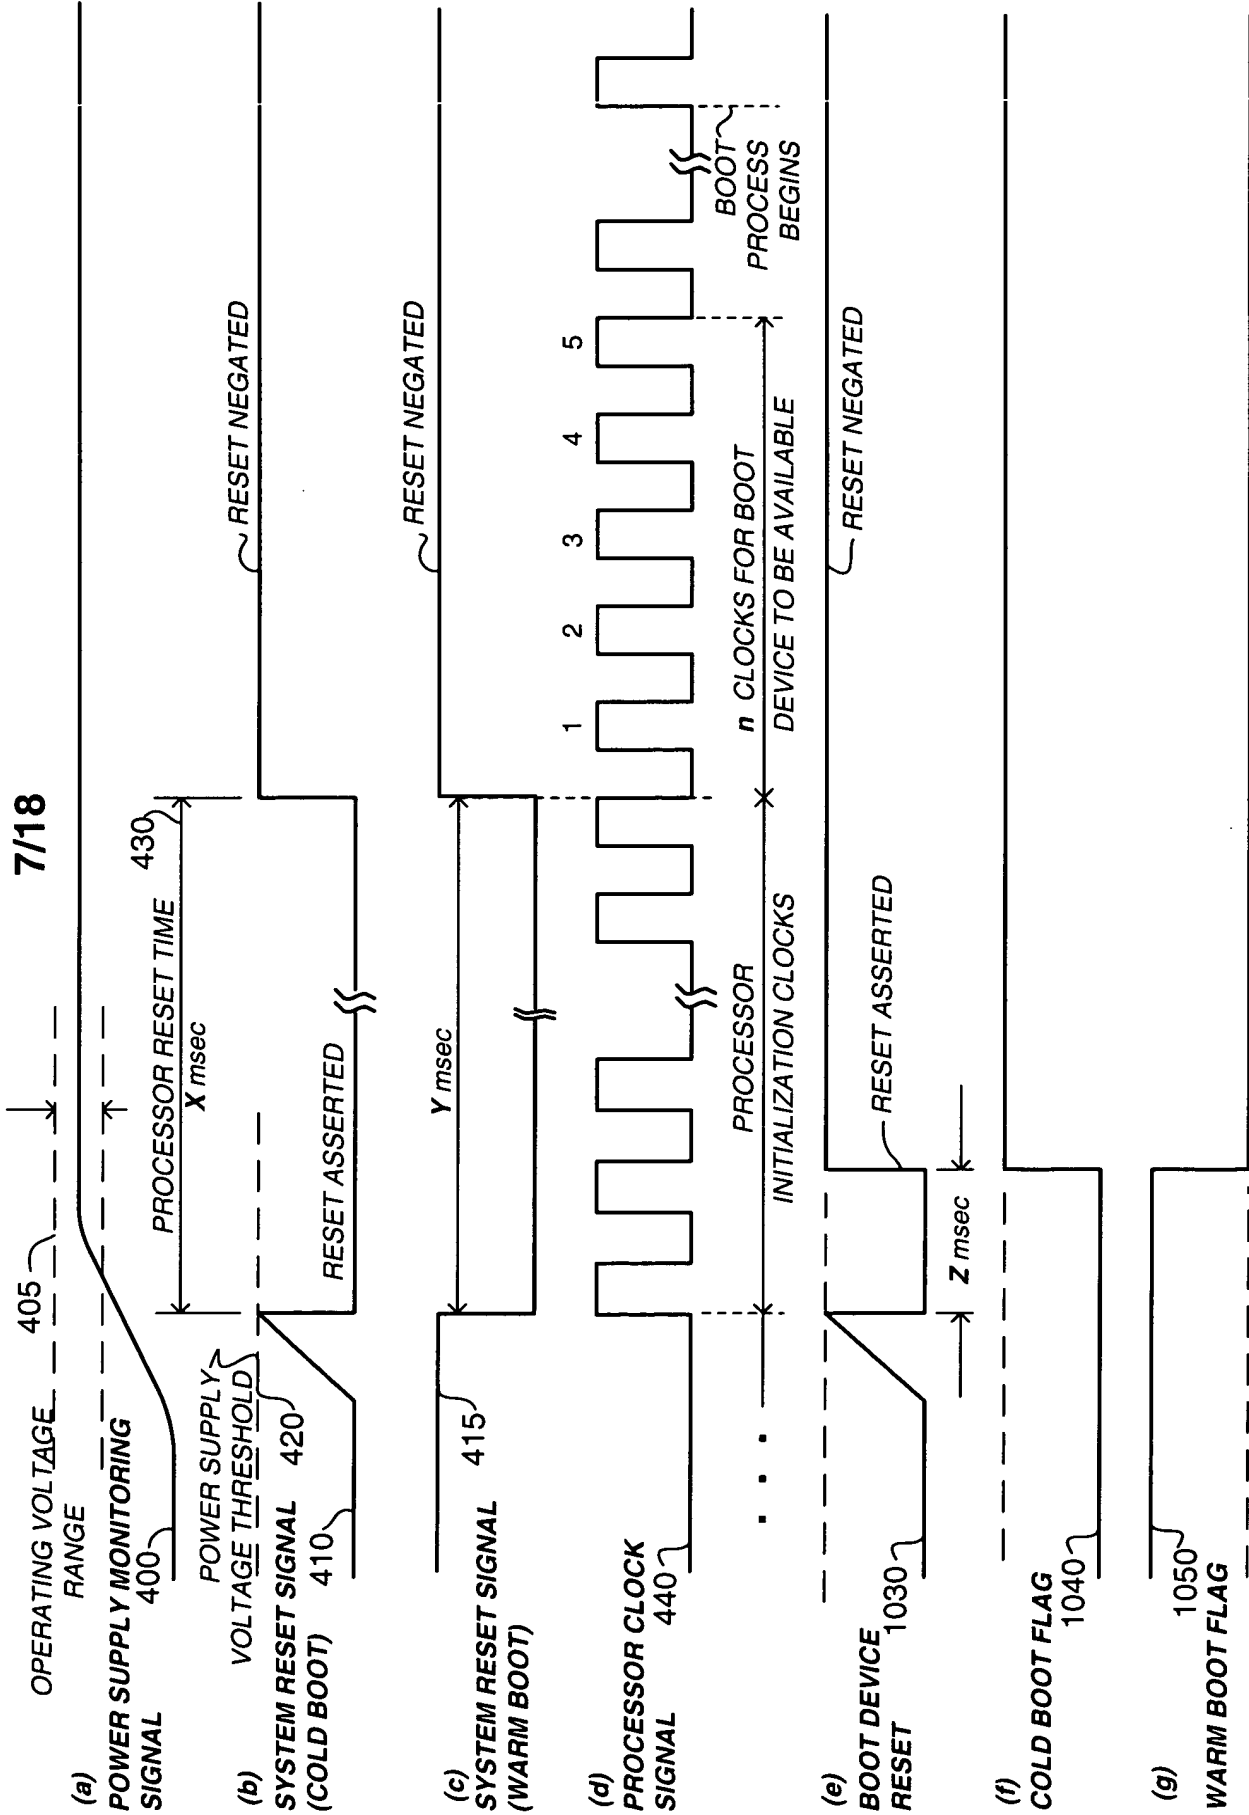 7/18
OPERATING VOLTAGE
RANGE
405
(a)
POWER SUPPLY MONITORING
SIGNAL
400
PROCESSOR RESET TIME
430
X msec
POWER SUPPLY
VOLTAGE THRESHOLD
(b)
SYSTEM RESET SIGNAL
(COLD BOOT)
420
410
RESET ASSERTED
RESET NEGATED
(c)
SYSTEM RESET SIGNAL
(WARM BOOT)
415
Y msec
RESET NEGATED
(d)
PROCESSOR CLOCK
SIGNAL
440
1 2 3 4 5
. . .
PROCESSOR
INITIALIZATION CLOCKS
n CLOCKS FOR BOOT
DEVICE TO BE AVAILABLE
BOOT
PROCESS
BEGINS
(e)
BOOT DEVICE
RESET
1030
RESET ASSERTED
RESET NEGATED
Z msec
(f)
COLD BOOT FLAG
1040
(g)
WARM BOOT FLAG
1050